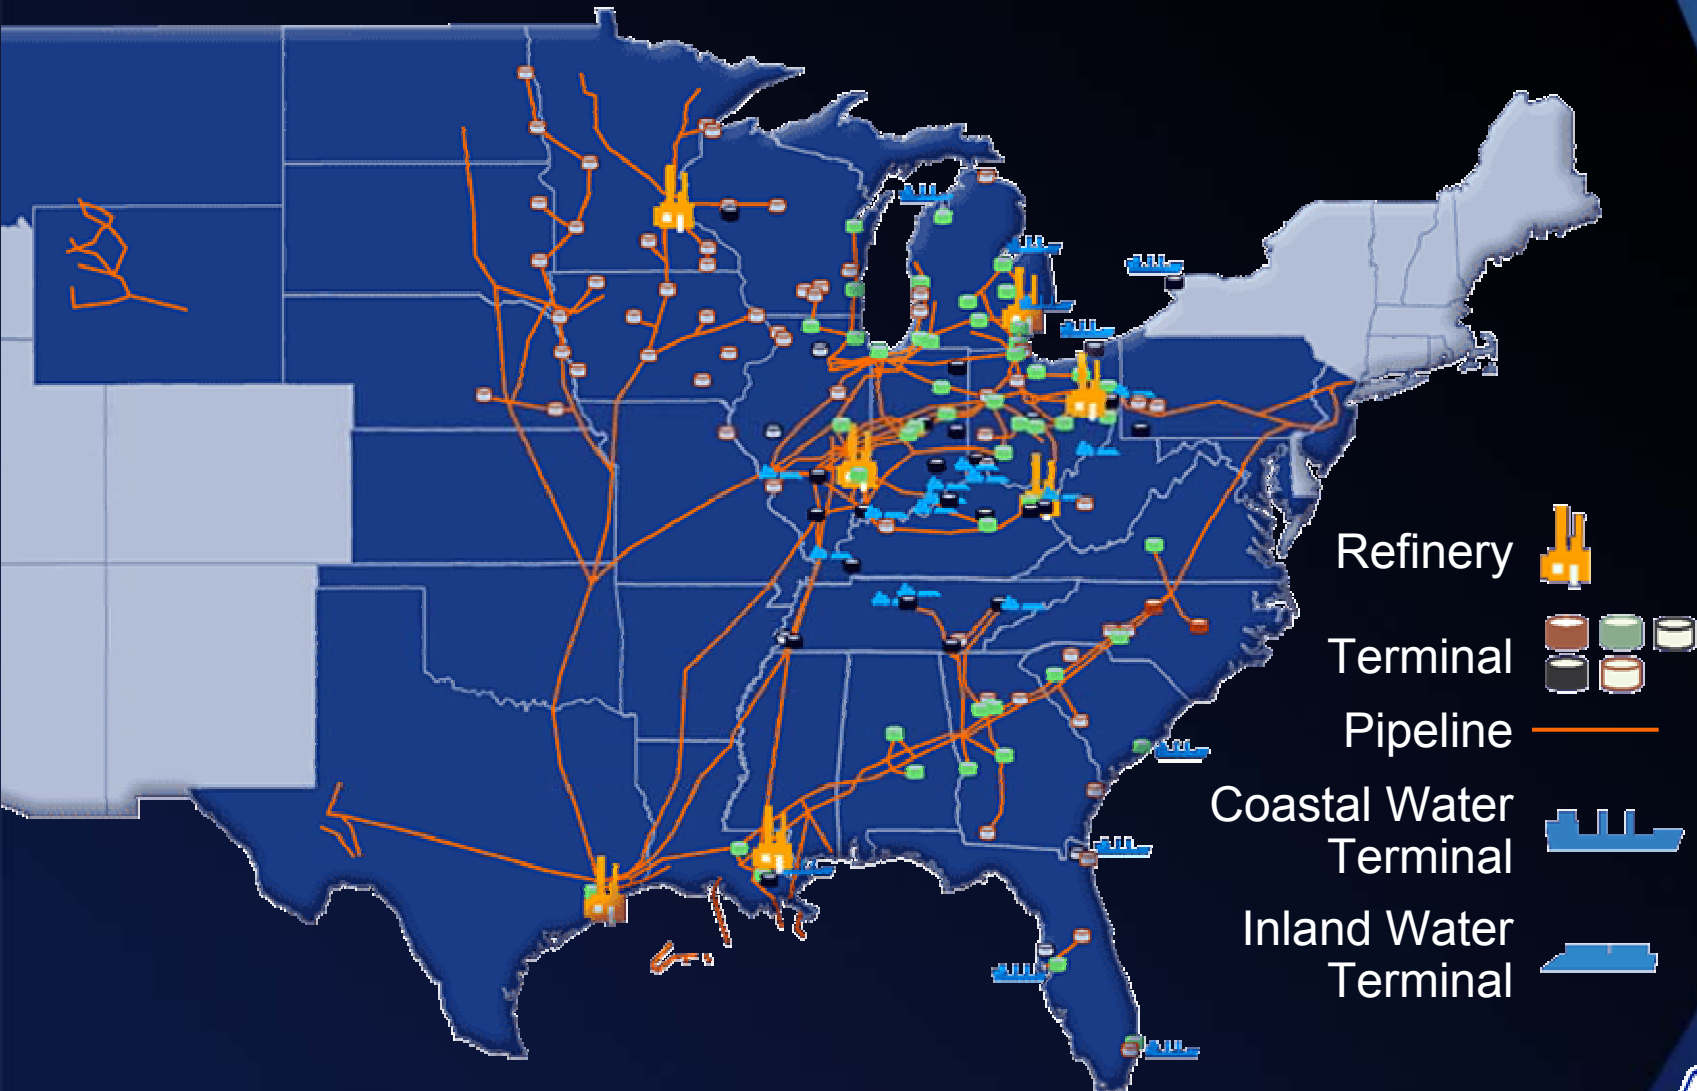 Refinery
Terminal
Pipeline
Coastal Water
Terminal
Inland Water
Terminal